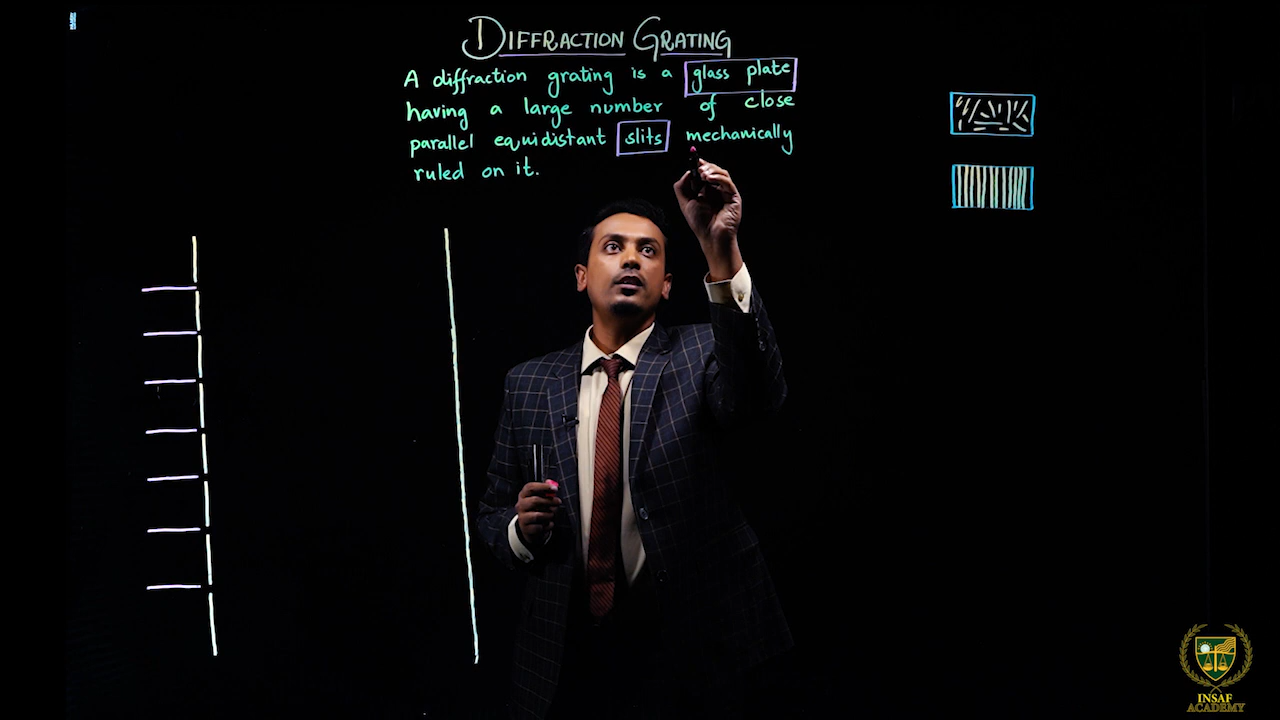 DIFFRACTION GRATING
A diffraction grating is a glass plate
having a large number of close
parallel equidistant slits mechanically
ruled on it.
INSAF
ACADEMY